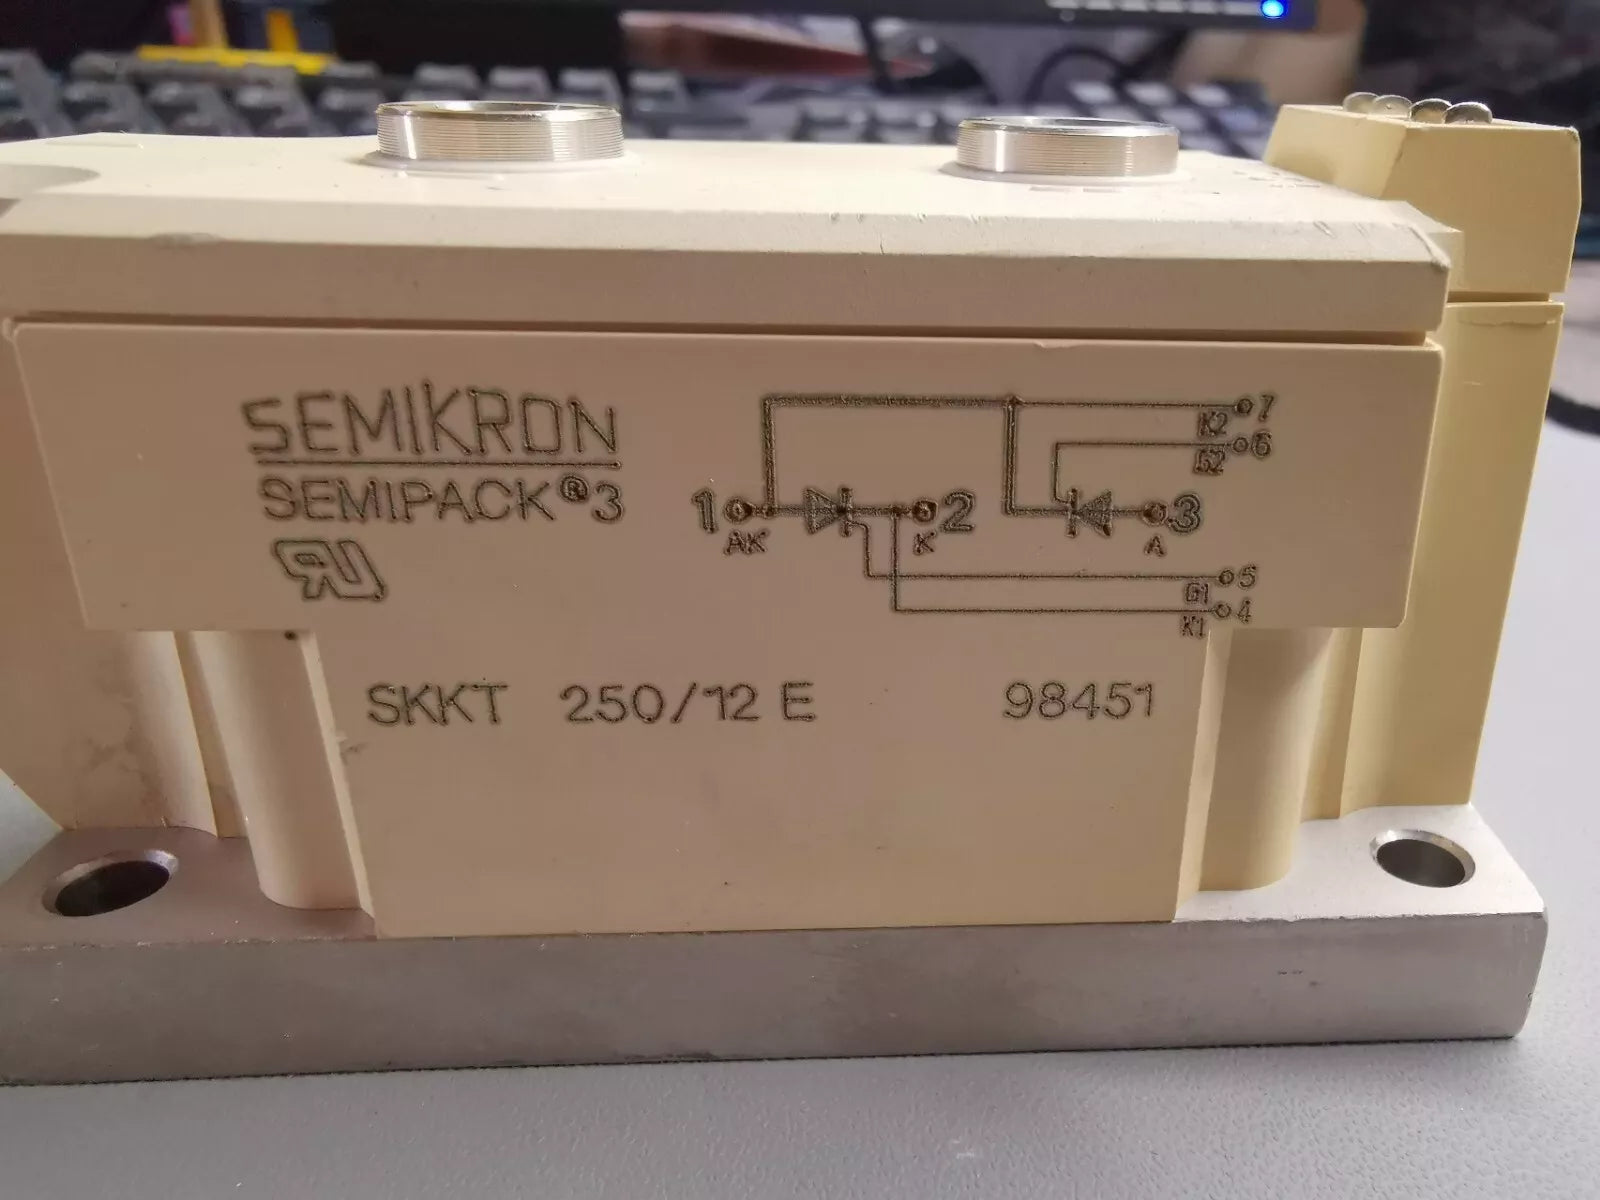 SEMIKRON
SEMIPACK®3
RU
7
K2
6
G2
1 2 3
AK K A
5
G1
4
K1
SKKT 250/12 E 98451